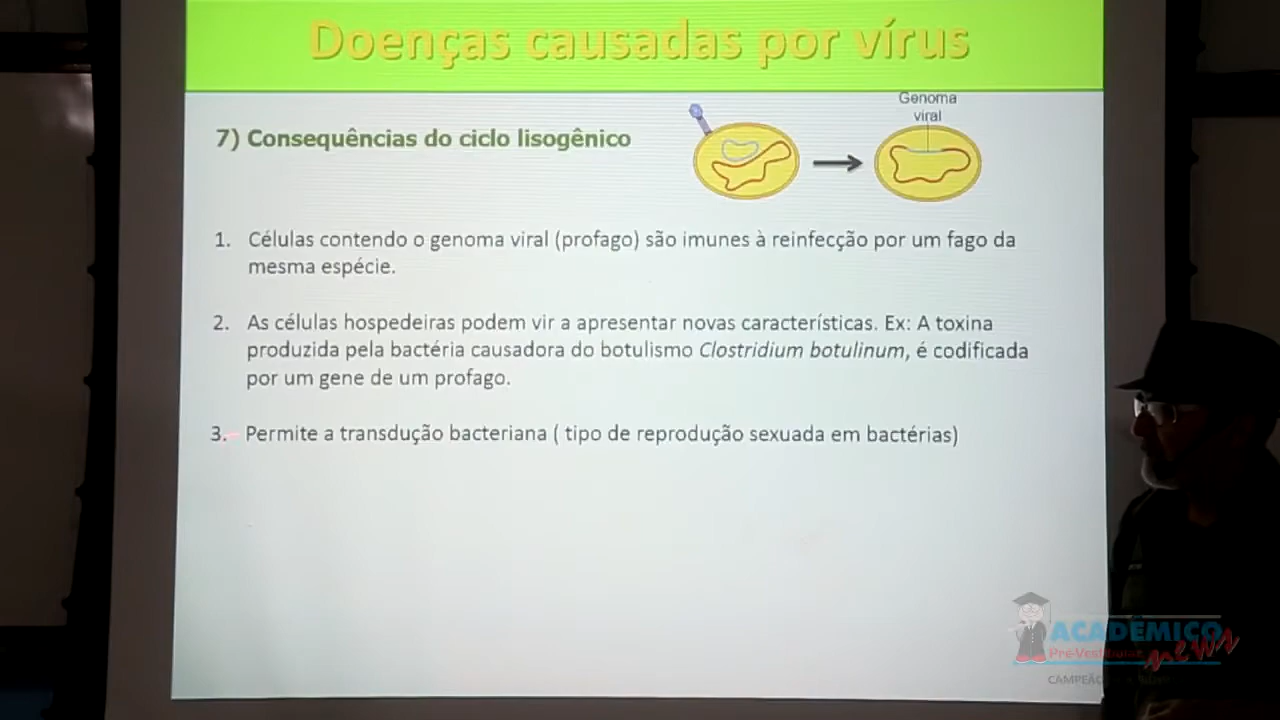 Doenças causadas por vírus
Genoma
viral
7) Consequências do ciclo lisogênico
1. Células contendo o genoma viral (profago) são imunes à reinfecção por um fago da
mesma espécie.
2. As células hospedeiras podem vir a apresentar novas características. Ex: A toxina
produzida pela bactéria causadora do botulismo Clostridium botulinum, é codificada
por um gene de um profago.
3. Permite a transdução bacteriana ( tipo de reprodução sexuada em bactérias)
ACADÊMICO
Pré-Vestibular news